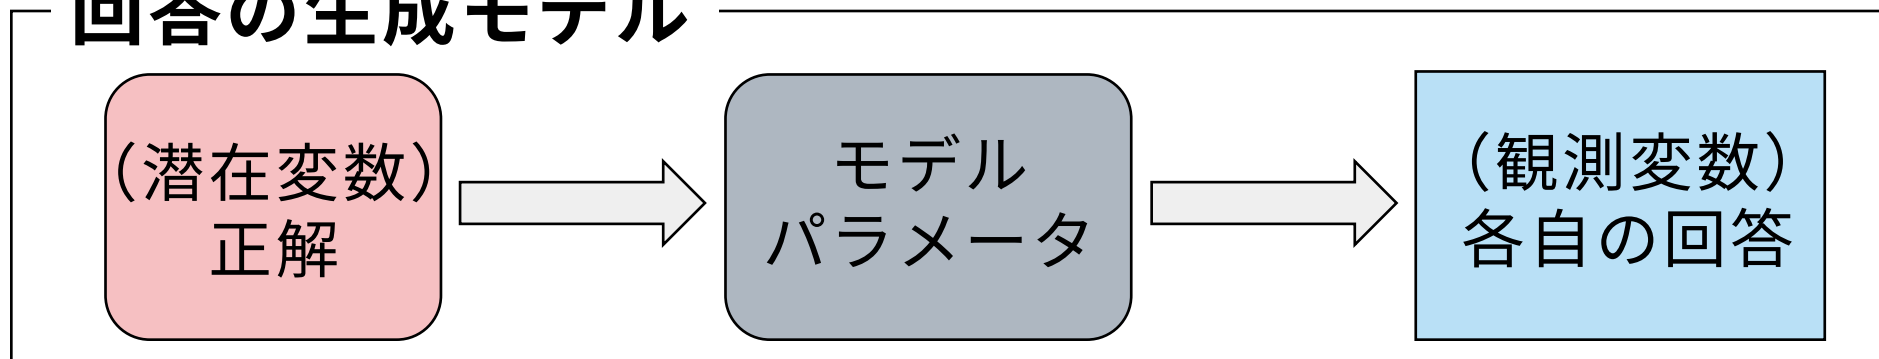 回答の生成モデル
（潜在変数）
正解
モデル
パラメータ
（観測変数）
各自の回答